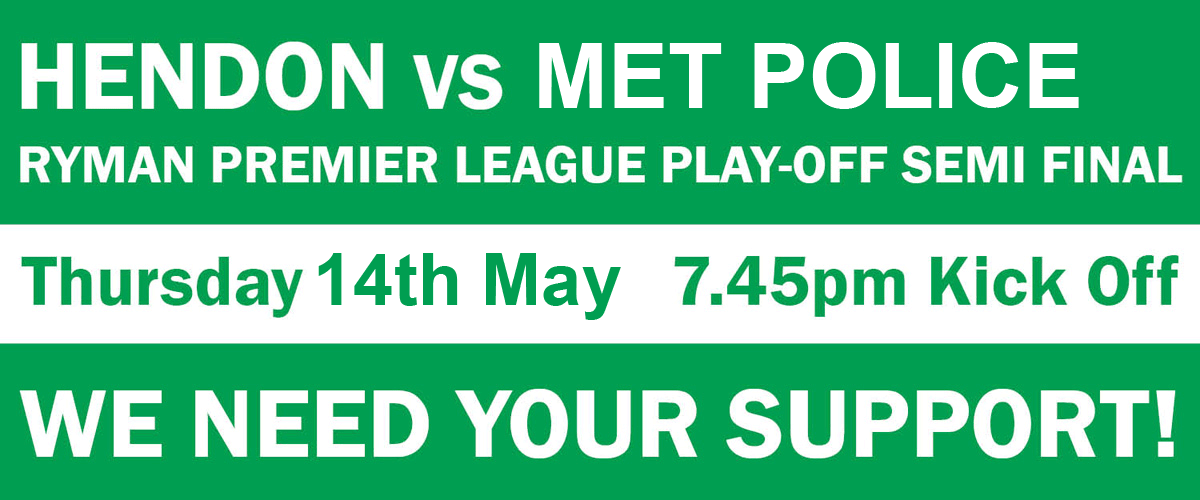 HENDON VS MET POLICE
RYMAN PREMIER LEAGUE PLAY-OFF SEMI FINAL
Thursday 14th May 7.45pm Kick Off
WE NEED YOUR SUPPORT!